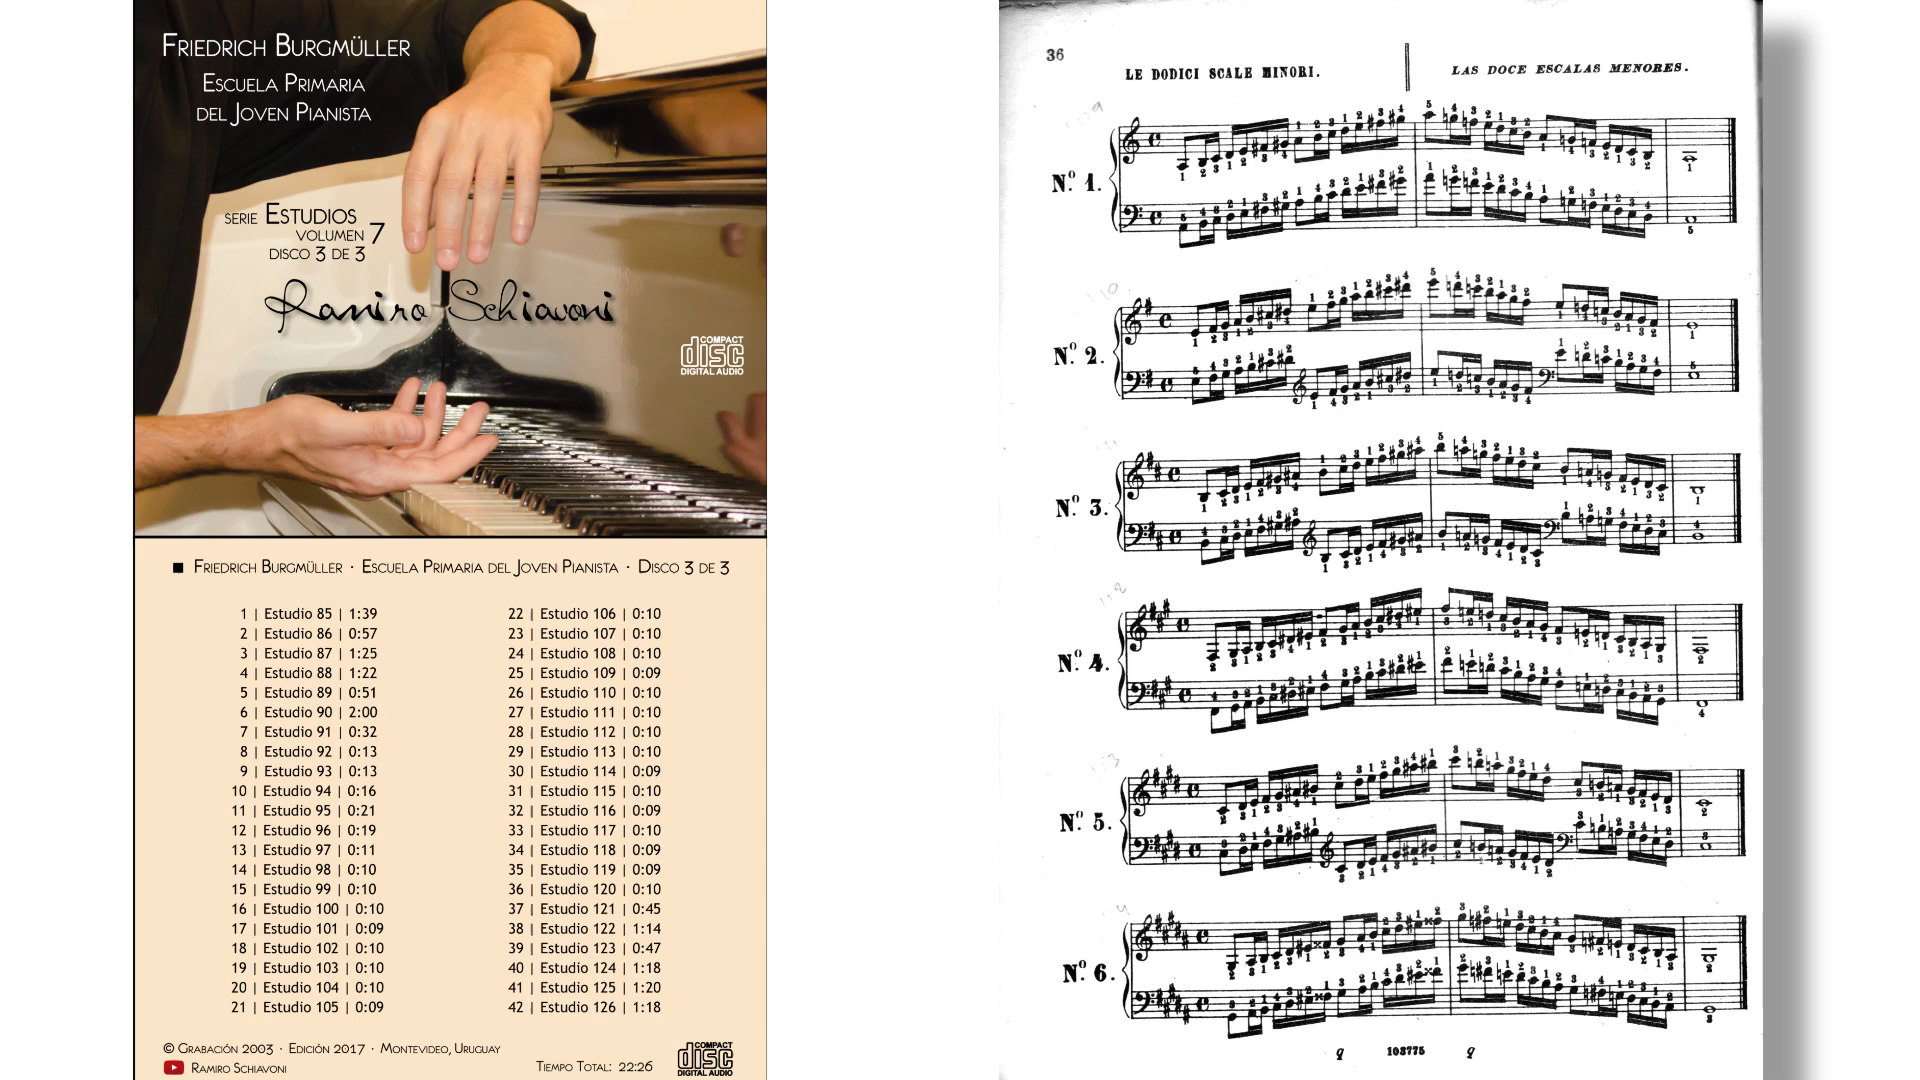 FRIEDRICH BURGMÜLLER
ESCUELA PRIMARIA
DEL JOVEN PIANISTA
SERIE ESTUDIOS
VOLUMEN 7
DISCO 3 DE 3
Ramiro Schiavoni
COMPACT
disc
DIGITAL AUDIO
■ FRIEDRICH BURGMÜLLER · ESCUELA PRIMARIA DEL JOVEN PIANISTA · DISCO 3 DE 3
1 | Estudio 85 | 1:39
2 | Estudio 86 | 0:57
3 | Estudio 87 | 1:25
4 | Estudio 88 | 1:22
5 | Estudio 89 | 0:51
6 | Estudio 90 | 2:00
7 | Estudio 91 | 0:32
8 | Estudio 92 | 0:13
9 | Estudio 93 | 0:13
10 | Estudio 94 | 0:16
11 | Estudio 95 | 0:21
12 | Estudio 96 | 0:19
13 | Estudio 97 | 0:11
14 | Estudio 98 | 0:10
15 | Estudio 99 | 0:10
16 | Estudio 100 | 0:10
17 | Estudio 101 | 0:09
18 | Estudio 102 | 0:10
19 | Estudio 103 | 0:10
20 | Estudio 104 | 0:10
21 | Estudio 105 | 0:09
22 | Estudio 106 | 0:10
23 | Estudio 107 | 0:10
24 | Estudio 108 | 0:10
25 | Estudio 109 | 0:09
26 | Estudio 110 | 0:10
27 | Estudio 111 | 0:10
28 | Estudio 112 | 0:10
29 | Estudio 113 | 0:10
30 | Estudio 114 | 0:09
31 | Estudio 115 | 0:10
32 | Estudio 116 | 0:09
33 | Estudio 117 | 0:10
34 | Estudio 118 | 0:09
35 | Estudio 119 | 0:09
36 | Estudio 120 | 0:10
37 | Estudio 121 | 0:45
38 | Estudio 122 | 1:14
39 | Estudio 123 | 0:47
40 | Estudio 124 | 1:18
41 | Estudio 125 | 1:20
42 | Estudio 126 | 1:18
© GRABACIÓN 2003 · EDICIÓN 2017 · MONTEVIDEO, URUGUAY
RAMIRO SCHIAVONI
TIEMPO TOTAL: 22:26
COMPACT
disc
DIGITAL AUDIO
36
LE DODICI SCALE MINORI.
LAS DOCE ESCALAS MENORES.
Nº 1.
Nº 2.
Nº 3.
Nº 4.
Nº 5.
Nº 6.
q 103775 q